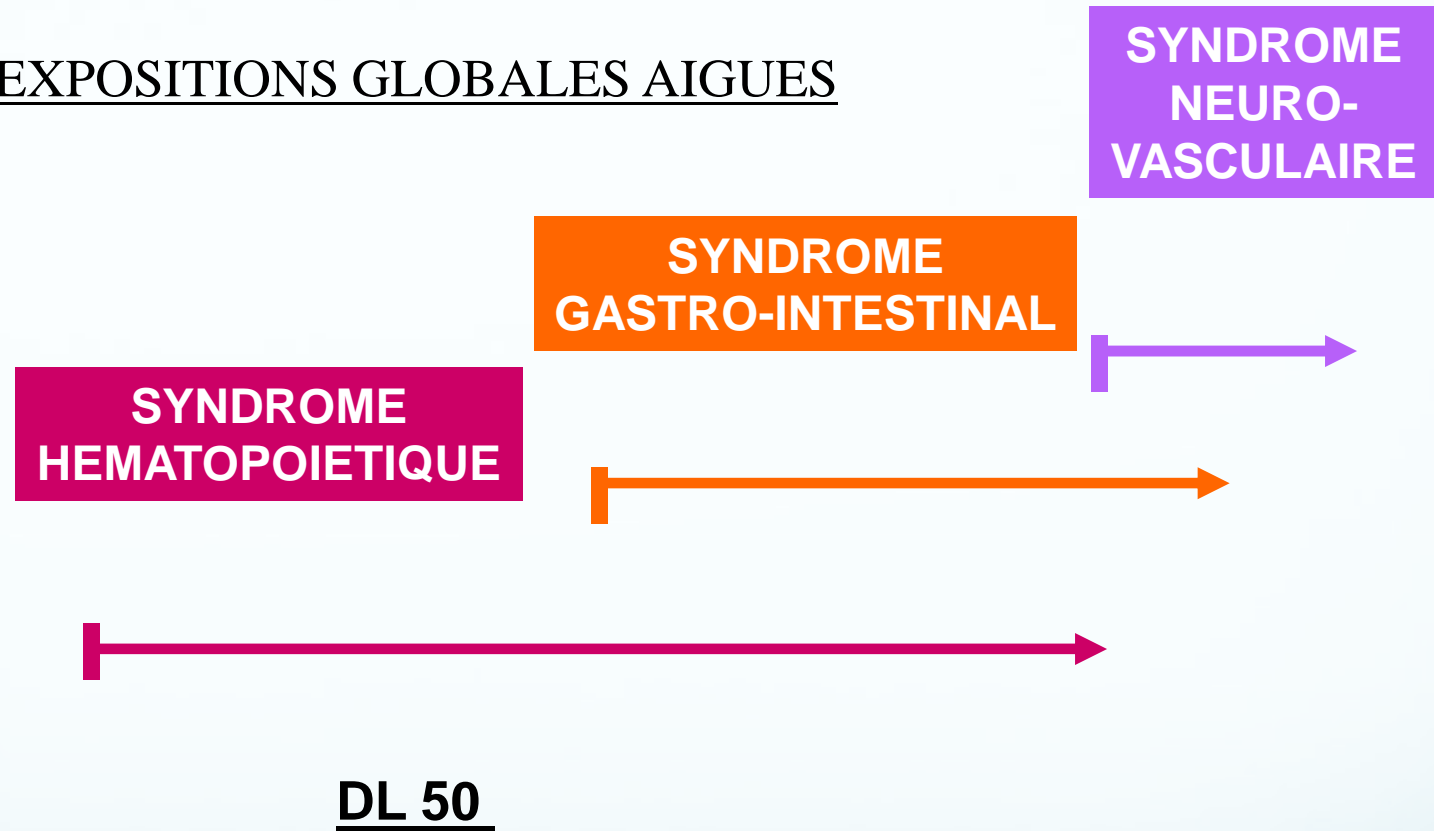 EXPOSITIONS GLOBALES AIGUES
SYNDROME
NEURO-
VASCULAIRE
SYNDROME
GASTRO-INTESTINAL
SYNDROME
HEMATOPOIETIQUE
DL 50